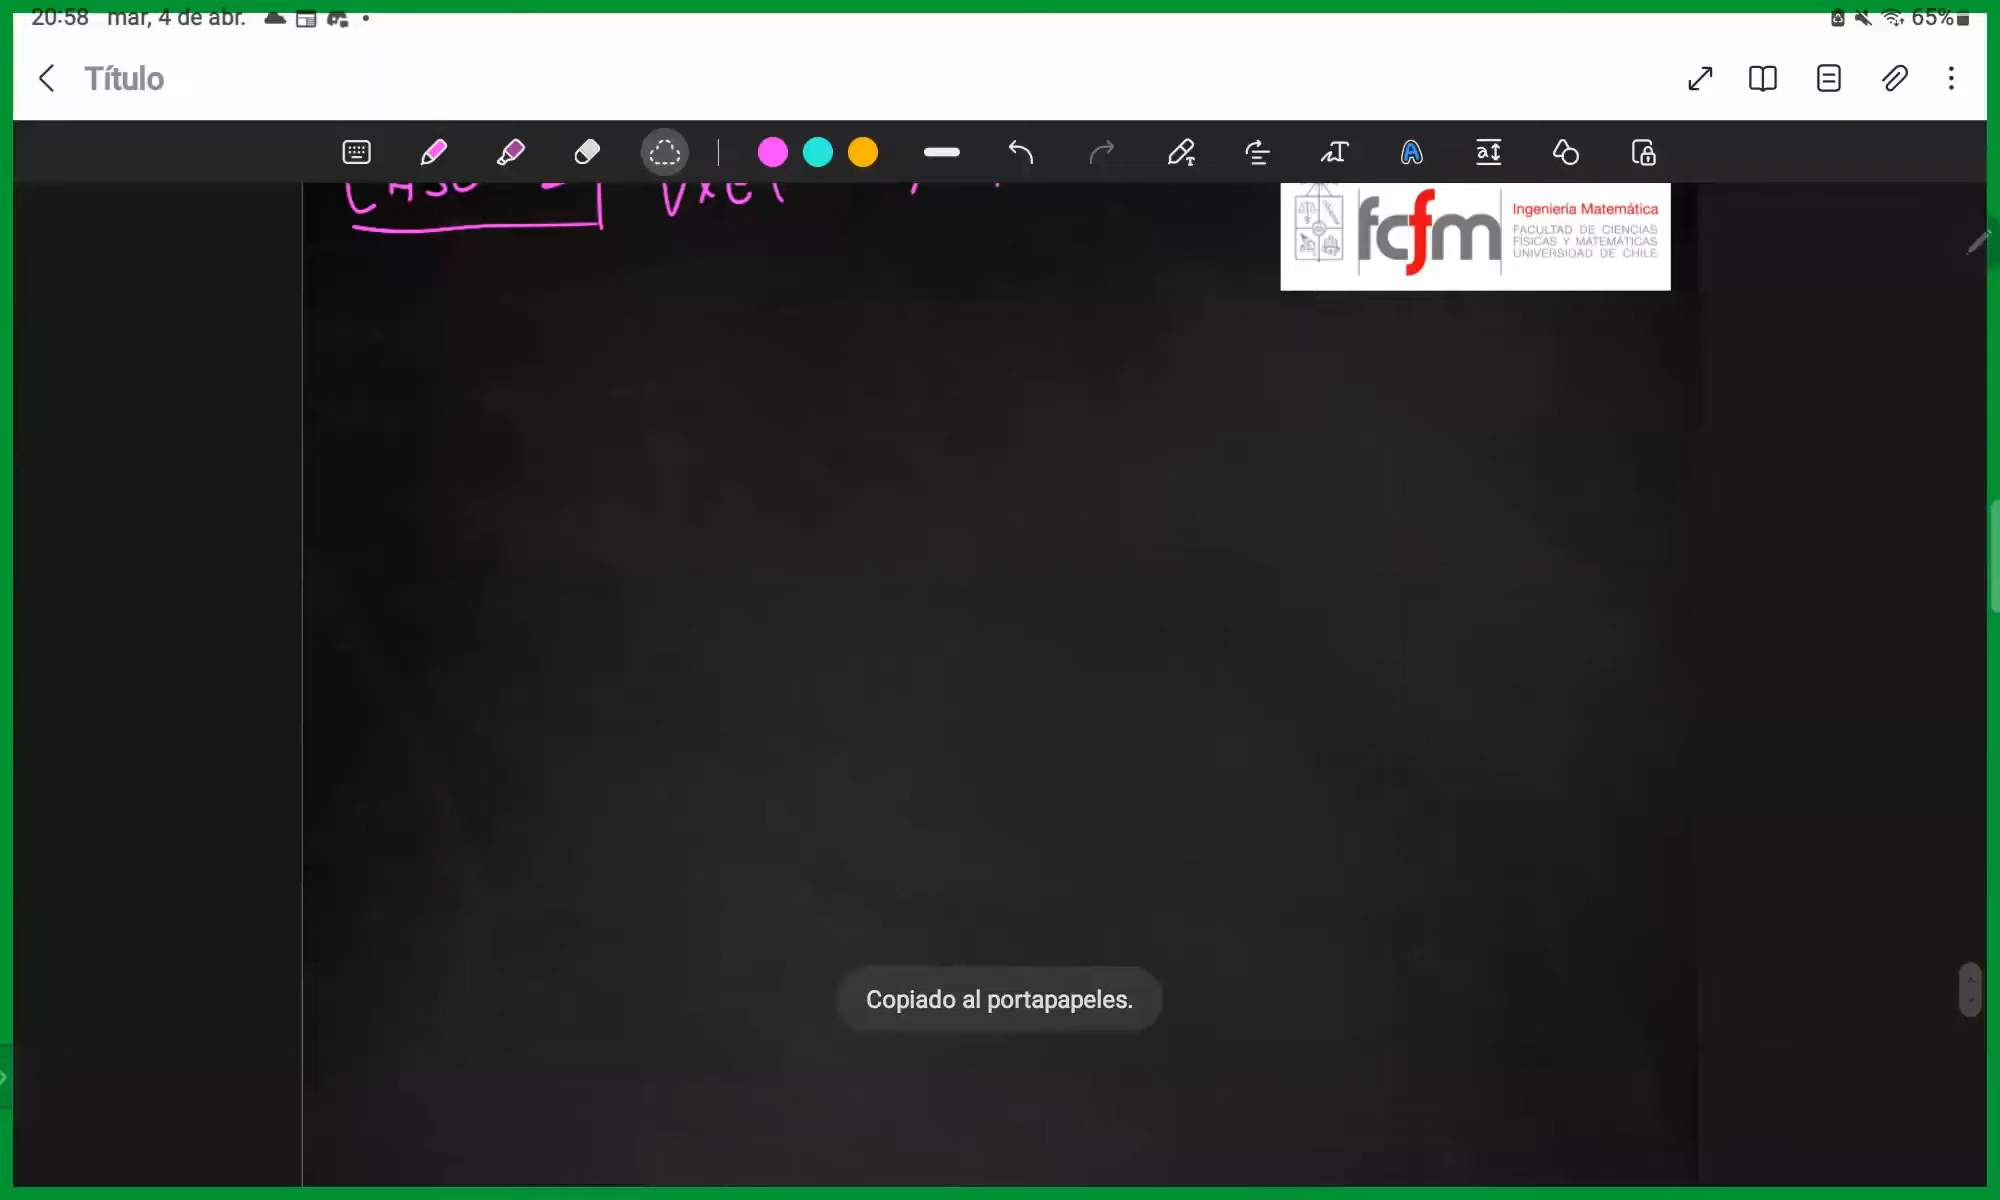 20:58 mar, 4 de abr. 65%
Título
fcfm
Ingeniería Matemática
FACULTAD DE CIENCIAS
FÍSICAS Y MATEMÁTICAS
UNIVERSIDAD DE CHILE
Copiado al portapapeles.